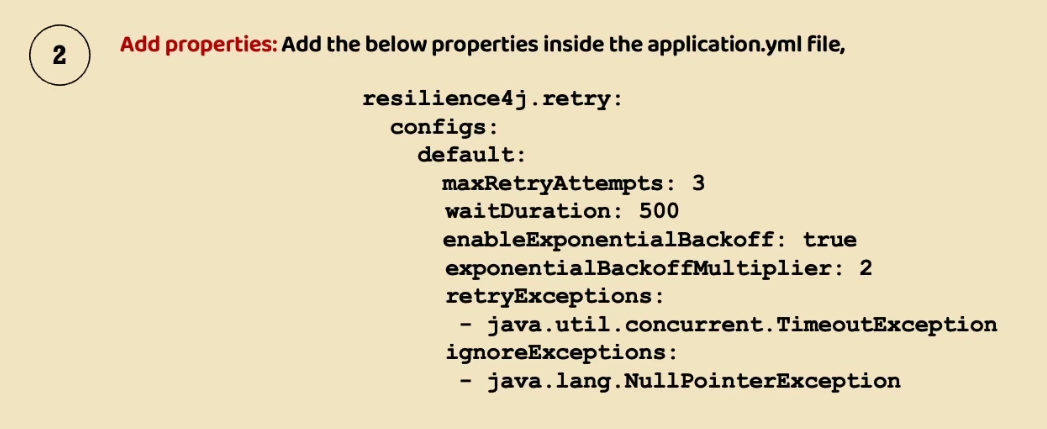 2
Add properties: Add the below properties inside the application.yml file,
resilience4j.retry:
configs:
default:
maxRetryAttempts: 3
waitDuration: 500
enableExponentialBackoff: true
exponentialBackoffMultiplier: 2
retryExceptions:
- java.util.concurrent.TimeoutException
ignoreExceptions:
- java.lang.NullPointerException